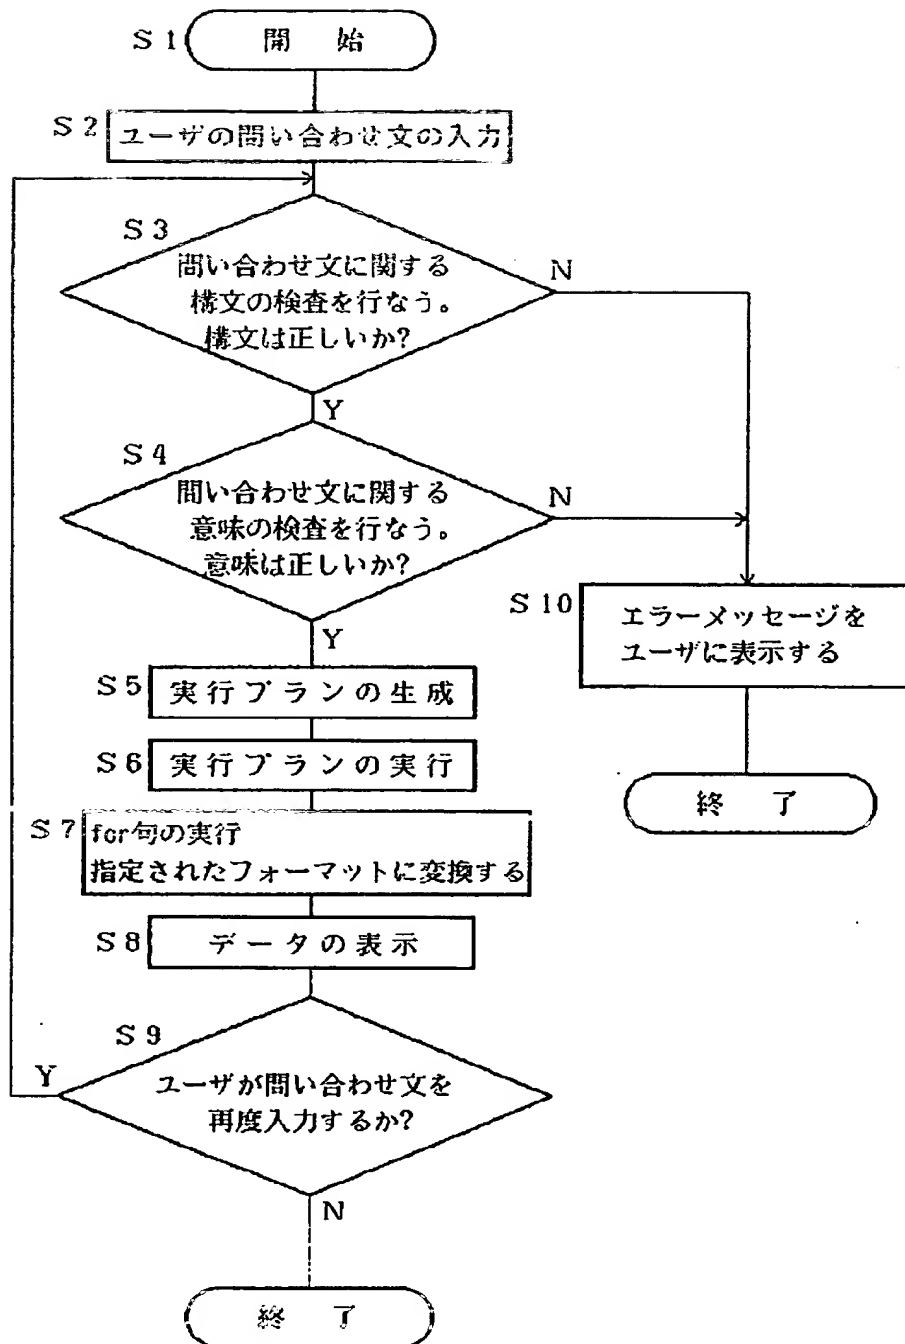 S1 開 始
S2 ユーザの問い合わせ文の入力
S3
問い合わせ文に関する
構文の検査を行なう。
構文は正しいか?
N
Y
S4
問い合わせ文に関する
意味の検査を行なう。
意味は正しいか?
N
Y
S10
エラーメッセージを
ユーザに表示する
終 了
S5 実行プランの生成
S6 実行プランの実行
S7 for句の実行
指定されたフォーマットに変換する
S8 データの表示
S9
ユーザが問い合わせ文を
再度入力するか?
Y
N
終 了